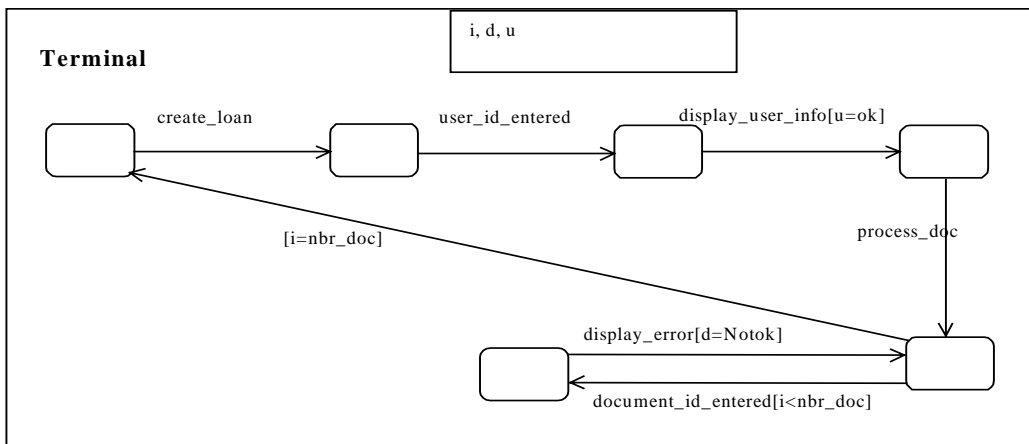 i, d, u
Terminal
create_loan
user_id_entered
display_user_info[u=ok]
[i=nbr_doc]
process_doc
display_error[d=Notok]
document_id_entered[i<nbr_doc]